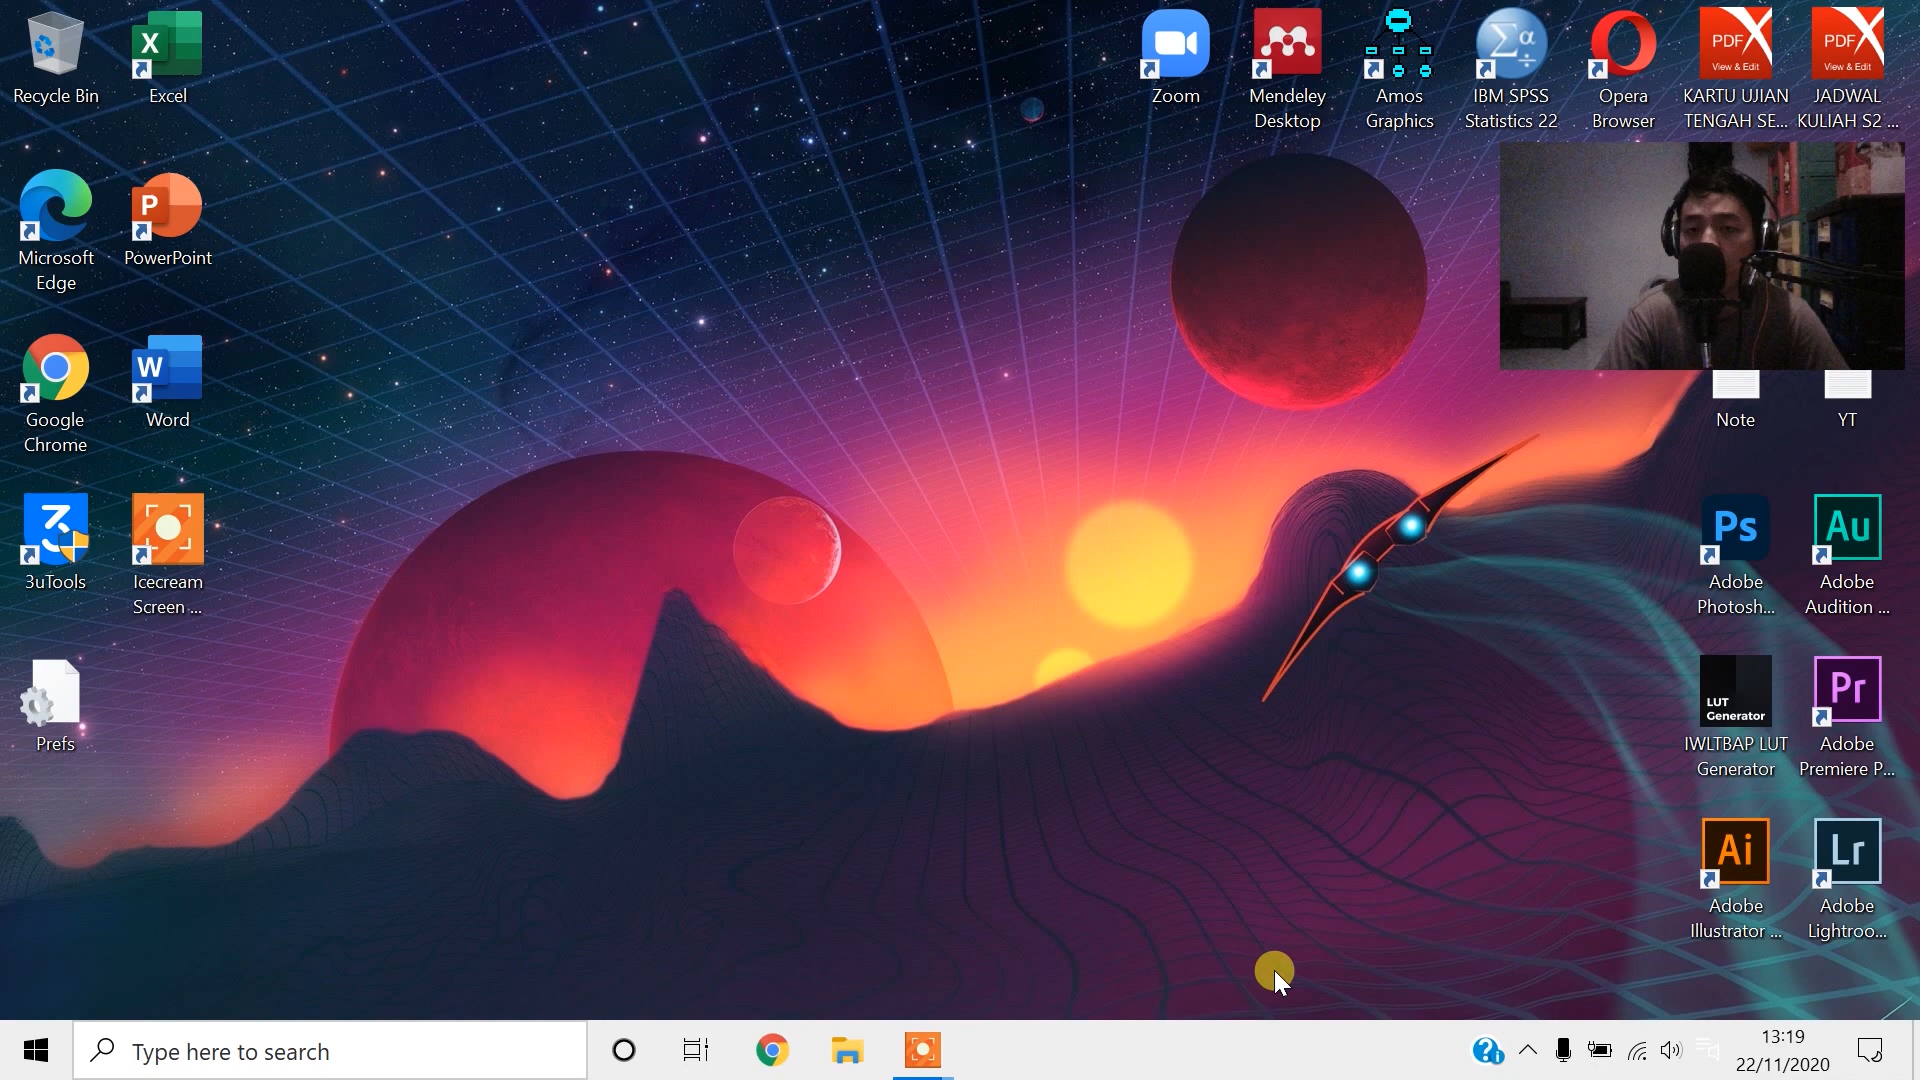 Recycle Bin
Excel
Zoom
Mendeley
Desktop
Amos
Graphics
IBM SPSS
Statistics 22
Opera
Browser
PDFX
View & Edit
KARTU UJIAN
TENGAH SE...
PDFX
View & Edit
JADWAL
KULIAH S2 ...
Microsoft
Edge
PowerPoint
Google
Chrome
Word
Note
YT
3uTools
Icecream
Screen ...
Ps
Adobe
Photosh...
Au
Adobe
Audition ...
Prefs
LUT
Generator
IWLTBAP LUT
Generator
Pr
Adobe
Premiere P...
Ai
Adobe
Illustrator ...
Lr
Adobe
Lightroo...
Type here to search
13:19
22/11/2020